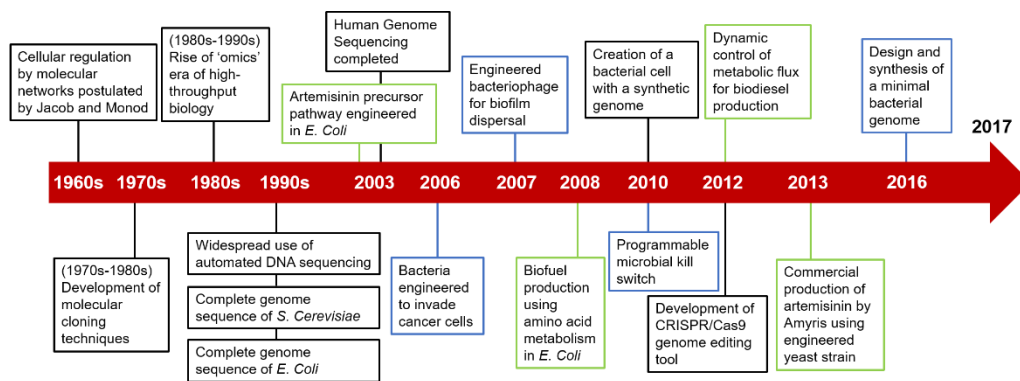 Cellular regulation
by molecular
networks postulated
by Jacob and Monod
(1980s-1990s)
Rise of ‘omics’
era of high-
throughput
biology
Human Genome
Sequencing
completed
Artemisinin precursor
pathway engineered
in E. Coli
Engineered
bacteriophage
for biofilm
dispersal
Creation of a
bacterial cell
with a synthetic
genome
Dynamic
control of
metabolic flux
for biodiesel
production
Design and
synthesis of
a minimal
bacterial
genome
2017
1960s 1970s 1980s 1990s 2003 2006 2007 2008 2010 2012 2013 2016
(1970s-1980s)
Development of
molecular
cloning
techniques
Widespread use of
automated DNA sequencing
Complete genome
sequence of S. Cerevisiae
Complete genome
sequence of E. Coli
Bacteria
engineered
to invade
cancer cells
Biofuel
production
using
amino acid
metabolism
in E. Coli
Programmable
microbial kill
switch
Development of
CRISPR/Cas9
genome editing
tool
Commercial
production of
artemisinin by
Amyris using
engineered
yeast strain